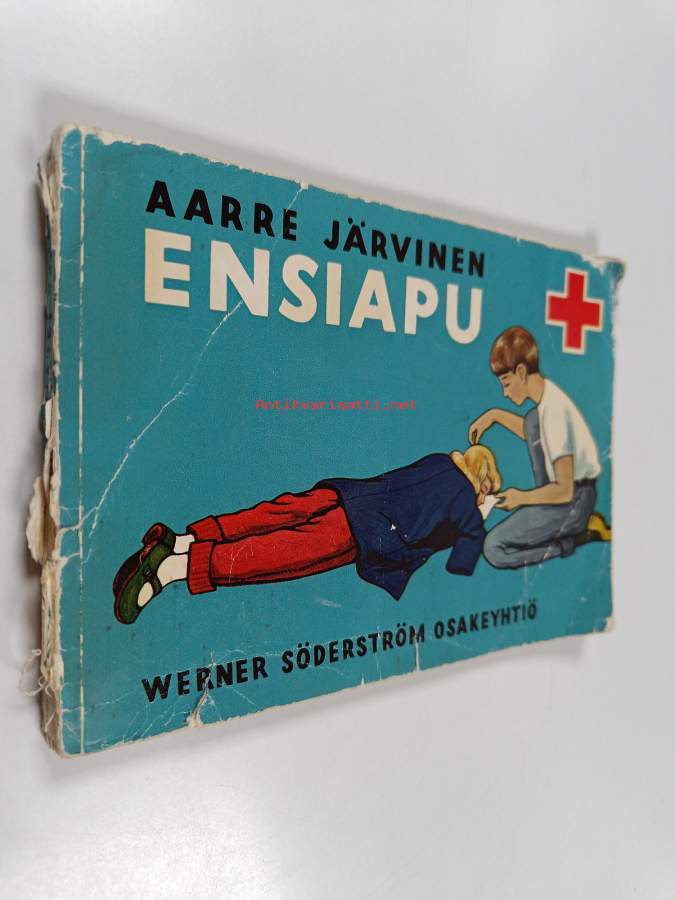 AARRE JÄRVINEN
ENSIAPU
Antikvariaatti.net
WERNER SÖDERSTRÖM OSAKEYHTIÖ